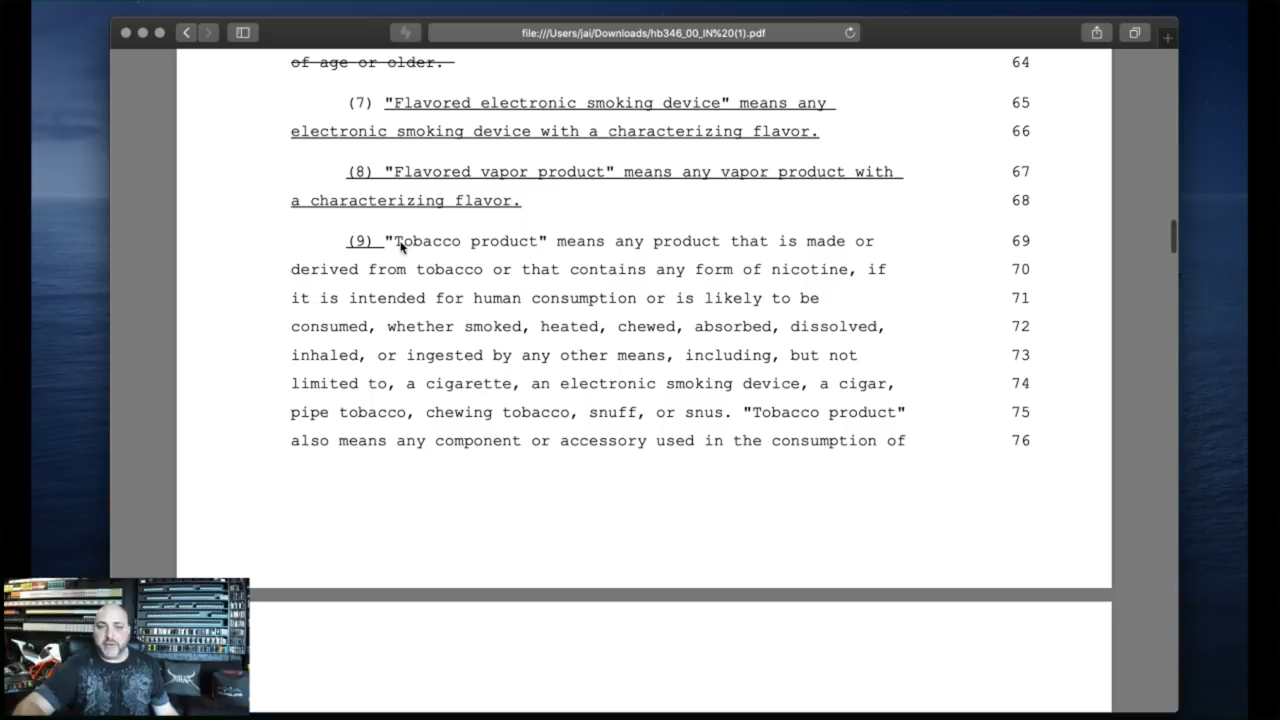 file:///Users/jai/Downloads/hb346_00_IN%20(1).pdf
of age or older. 64
(7) "Flavored electronic smoking device" means any 65
electronic smoking device with a characterizing flavor. 66
(8) "Flavored vapor product" means any vapor product with 67
a characterizing flavor. 68
(9) "Tobacco product" means any product that is made or 69
derived from tobacco or that contains any form of nicotine, if 70
it is intended for human consumption or is likely to be 71
consumed, whether smoked, heated, chewed, absorbed, dissolved, 72
inhaled, or ingested by any other means, including, but not 73
limited to, a cigarette, an electronic smoking device, a cigar, 74
pipe tobacco, chewing tobacco, snuff, or snus. "Tobacco product" 75
also means any component or accessory used in the consumption of 76